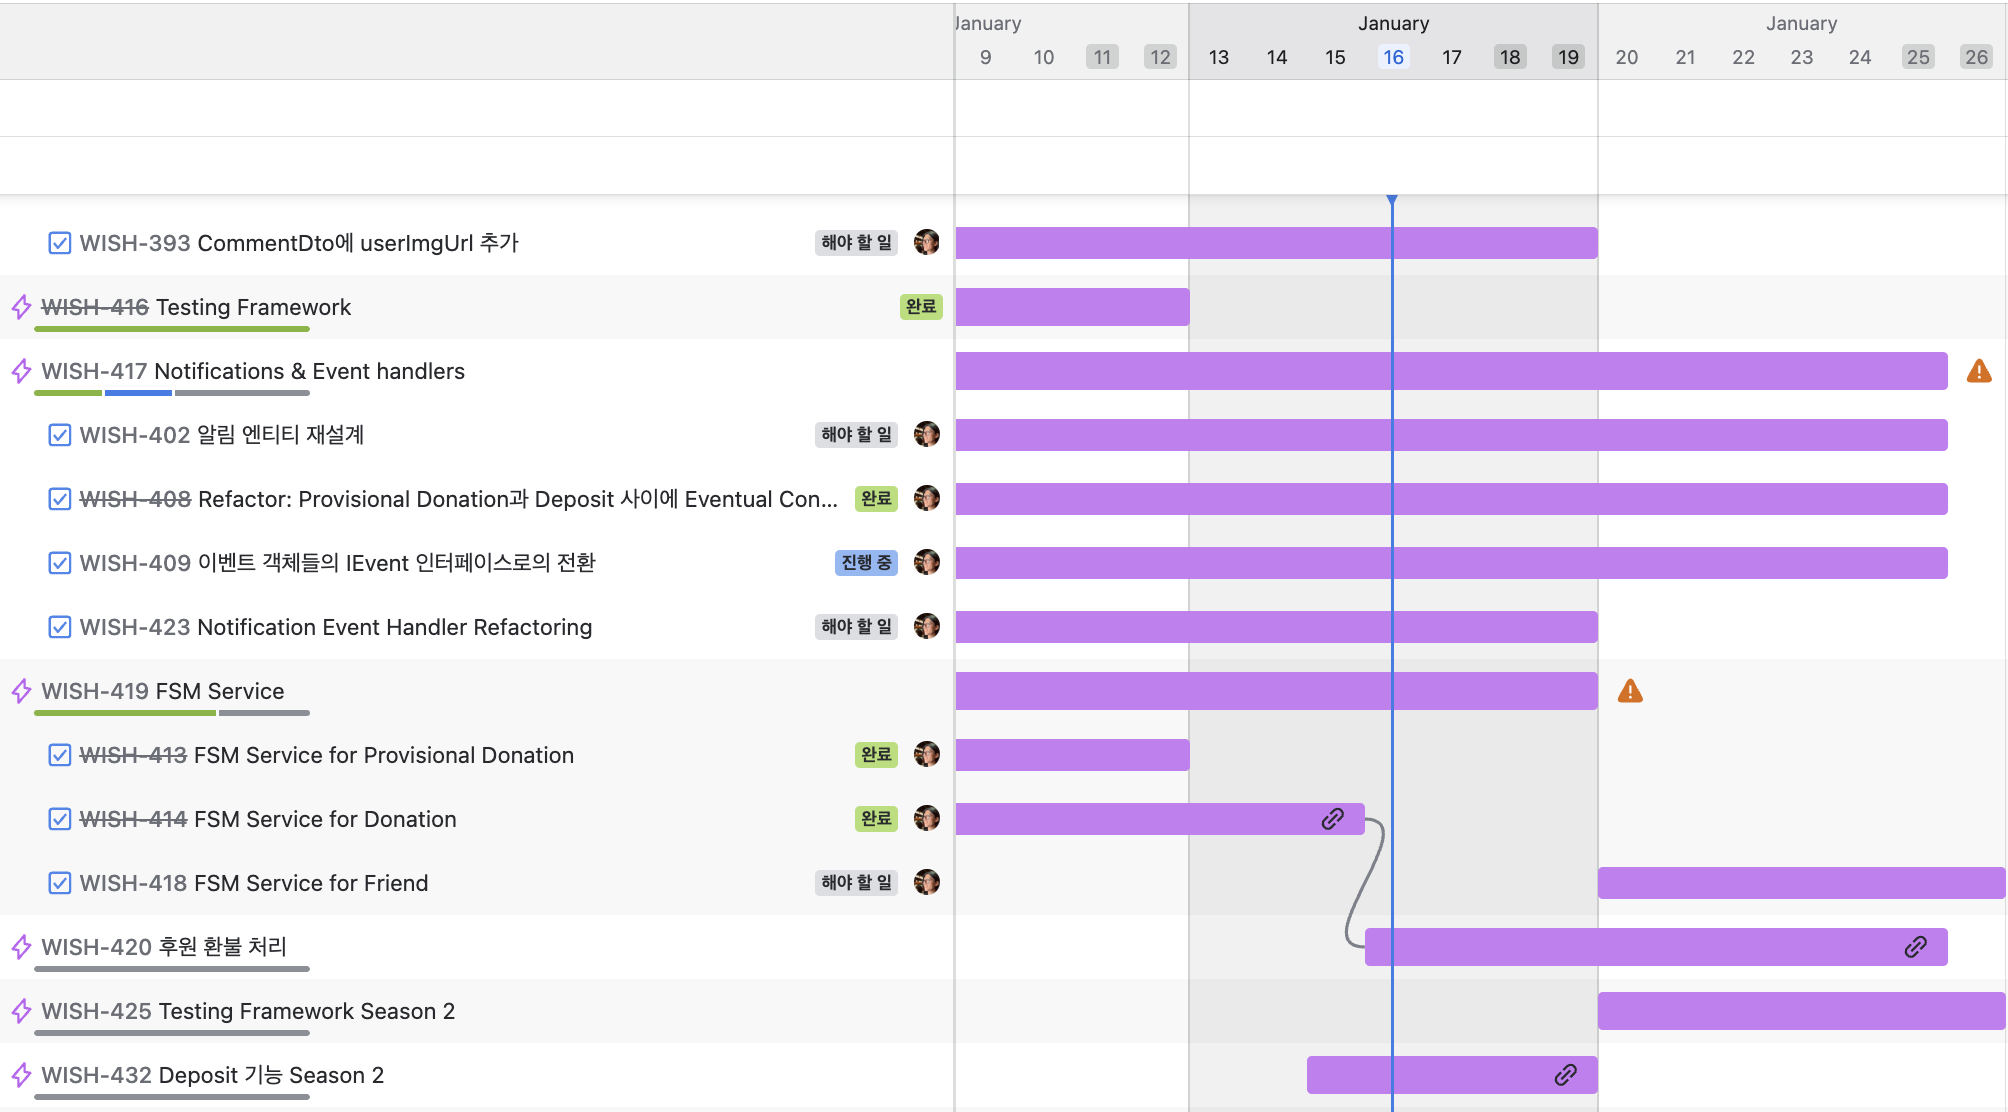 January January January
9 10 11 12 13 14 15 16 17 18 19 20 21 22 23 24 25 26
WISH-393 CommentDto에 userImgUrl 추가 해야 할 일
WISH-416 Testing Framework 완료
WISH-417 Notifications & Event handlers
WISH-402 알림 엔티티 재설계 해야 할 일
WISH-408 Refactor: Provisional Donation과 Deposit 사이에 Eventual Con... 완료
WISH-409 이벤트 객체들의 IEvent 인터페이스로의 전환 진행 중
WISH-423 Notification Event Handler Refactoring 해야 할 일
WISH-419 FSM Service
WISH-413 FSM Service for Provisional Donation 완료
WISH-414 FSM Service for Donation 완료
WISH-418 FSM Service for Friend 해야 할 일
WISH-420 후원 환불 처리
WISH-425 Testing Framework Season 2
WISH-432 Deposit 기능 Season 2